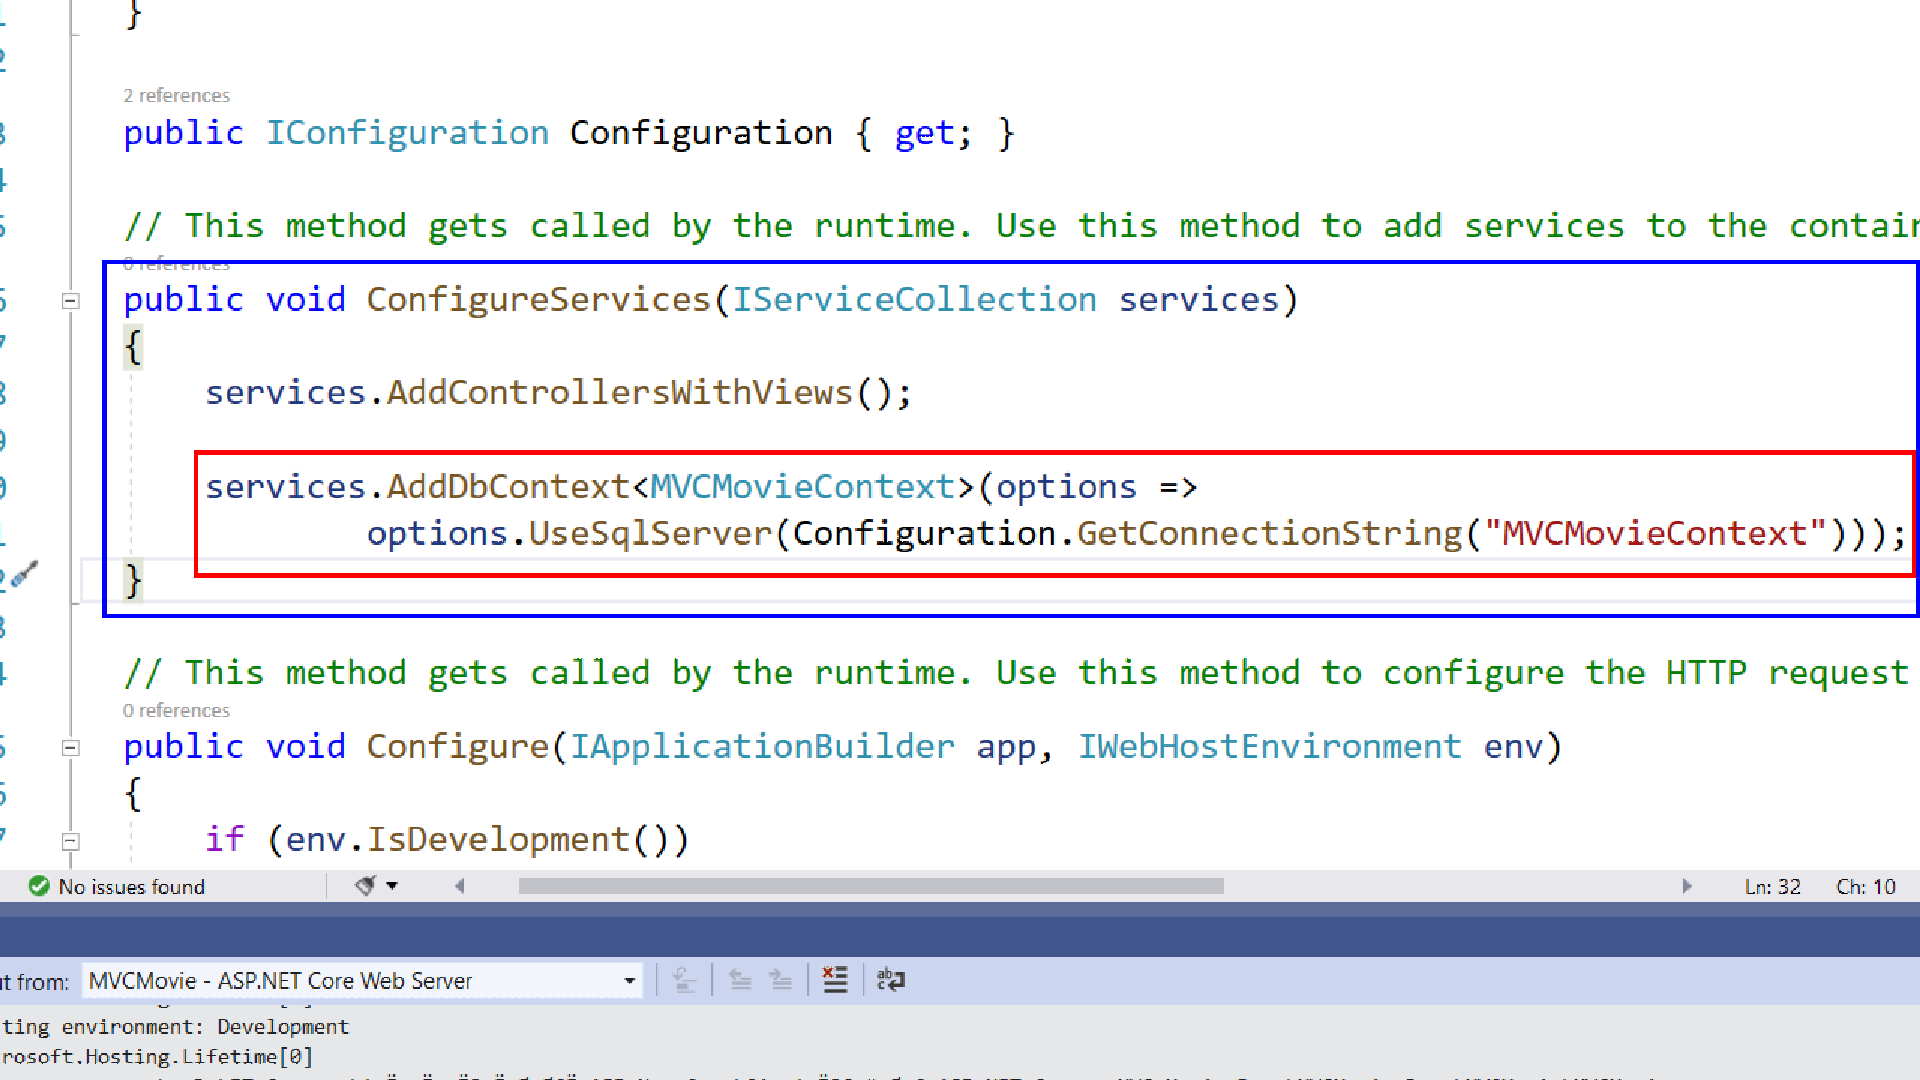 }
2 references
public IConfiguration Configuration { get; }
// This method gets called by the runtime. Use this method to add services to the
0 references
public void ConfigureServices(IServiceCollection services)
{
services.AddControllersWithViews();
services.AddDbContext<MVCMovieContext>(options =>
options.UseSqlServer(Configuration.GetConnectionString("MVCMovieContext")));
}
// This method gets called by the runtime. Use this method to configure the HTTP request
0 references
public void Configure(IApplicationBuilder app, IWebHostEnvironment env)
{
if (env.IsDevelopment())
No issues found Ln: 32 Ch: 10
from: MVCMovie - ASP.NET Core Web Server
environment: Development
rosoft.Hosting.Lifetime[0]